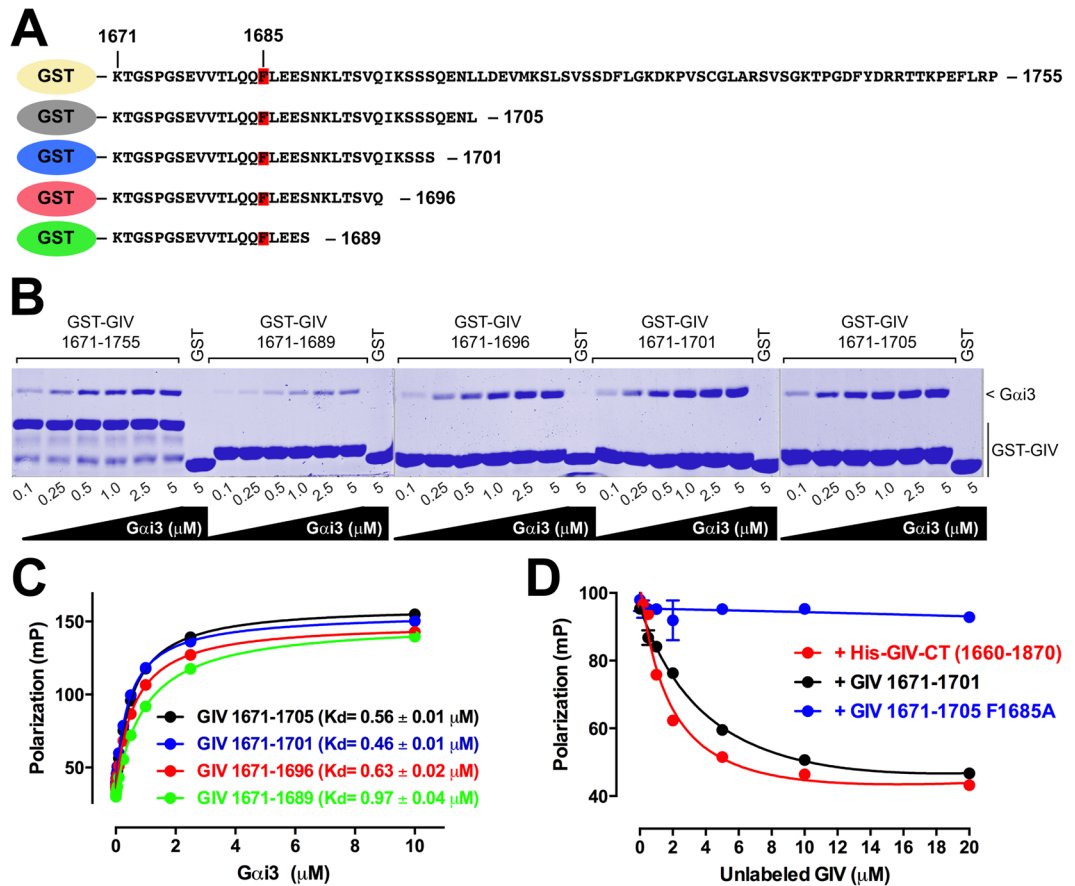 A
1671 1685
GST – KTGSPGSEVVTLQQFLEESNKLTSVQIKSSSQENLLDEVMKSLSVSSDFLGKDKPVSCGLARSVSGKTPGDFYDRRTTKPEFLRP – 1755
GST – KTGSPGSEVVTLQQFLEESNKLTSVQIKSSSQENL – 1705
GST – KTGSPGSEVVTLQQFLEESNKLTSVQIKSSS – 1701
GST – KTGSPGSEVVTLQQFLEESNKLTSVQ – 1696
GST – KTGSPGSEVVTLQQFLEES – 1689
B
GST-GIV 1671-1755 GST GST-GIV 1671-1689 GST GST-GIV 1671-1696 GST GST-GIV 1671-1701 GST GST-GIV 1671-1705 GST
< Gαi3
GST-GIV
0.1 0.25 0.5 1.0 2.5 5 5 0.1 0.25 0.5 1.0 2.5 5 5 0.1 0.25 0.5 1.0 2.5 5 5 0.1 0.25 0.5 1.0 2.5 5 5 0.1 0.25 0.5 1.0 2.5 5 5
Gαi3 (μM) Gαi3 (μM) Gαi3 (μM) Gαi3 (μM) Gαi3 (μM)
C
Polarization (mP)
150
100
50
GIV 1671-1705 (Kd= 0.56 ± 0.01 μM)
GIV 1671-1701 (Kd= 0.46 ± 0.01 μM)
GIV 1671-1696 (Kd= 0.63 ± 0.02 μM)
GIV 1671-1689 (Kd= 0.97 ± 0.04 μM)
0 2 4 6 8 10
Gαi3 (μM)
D
Polarization (mP)
100
80
60
40
+ His-GIV-CT (1660-1870)
+ GIV 1671-1701
+ GIV 1671-1705 F1685A
0 2 4 6 8 10 12 14 16 18 20
Unlabeled GIV (μM)